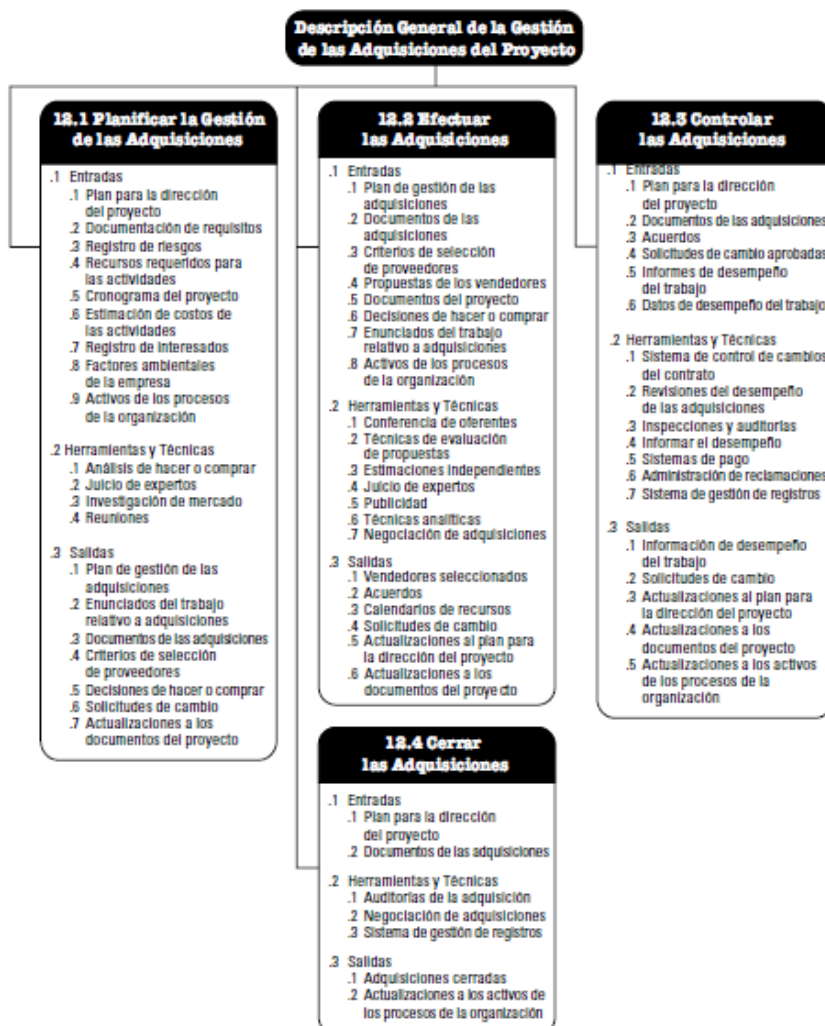 Descripción General de la Gestión
de las Adquisiciones del Proyecto
12.1 Planificar la Gestión
de las Adquisiciones
.1 Entradas
.1 Plan para la dirección
del proyecto
.2 Documentación de requisitos
.3 Registro de riesgos
.4 Recursos requeridos para
las actividades
.5 Cronograma del proyecto
.6 Estimación de costos de
las actividades
.7 Registro de interesados
.8 Factores ambientales
de la empresa
.9 Activos de los procesos
de la organización
.2 Herramientas y Técnicas
.1 Análisis de hacer o comprar
.2 Juicio de expertos
.3 Investigación de mercado
.4 Reuniones
.3 Salidas
.1 Plan de gestión de las
adquisiciones
.2 Enunciados del trabajo
relativo a adquisiciones
.3 Documentos de las adquisiciones
.4 Criterios de selección
de proveedores
.5 Decisiones de hacer o comprar
.6 Solicitudes de cambio
.7 Actualizaciones a los
documentos del proyecto
12.2 Efectuar
las Adquisiciones
.1 Entradas
.1 Plan de gestión de las
adquisiciones
.2 Documentos de las
adquisiciones
.3 Criterios de selección
de proveedores
.4 Propuestas de los vendedores
.5 Documentos del proyecto
.6 Decisiones de hacer o comprar
.7 Enunciados del trabajo
relativo a adquisiciones
.8 Activos de los procesos
de la organización
.2 Herramientas y Técnicas
.1 Conferencia de oferentes
.2 Técnicas de evaluación
de propuestas
.3 Estimaciones independientes
.4 Juicio de expertos
.5 Publicidad
.6 Técnicas analíticas
.7 Negociación de adquisiciones
.3 Salidas
.1 Vendedores seleccionados
.2 Acuerdos
.3 Calendarios de recursos
.4 Solicitudes de cambio
.5 Actualizaciones al plan para
la dirección del proyecto
.6 Actualizaciones a los
documentos del proyecto
12.3 Controlar
las Adquisiciones
.1 Entradas
.1 Plan para la dirección
del proyecto
.2 Documentos de las adquisiciones
.3 Acuerdos
.4 Solicitudes de cambio aprobadas
.5 Informes de desempeño
del trabajo
.6 Datos de desempeño del trabajo
.2 Herramientas y Técnicas
.1 Sistema de control de cambios
del contrato
.2 Revisiones del desempeño
de las adquisiciones
.3 Inspecciones y auditorías
.4 Informar el desempeño
.5 Sistemas de pago
.6 Administración de reclamaciones
.7 Sistema de gestión de registros
.3 Salidas
.1 Información de desempeño
del trabajo
.2 Solicitudes de cambio
.3 Actualizaciones al plan para
la dirección del proyecto
.4 Actualizaciones a los
documentos del proyecto
.5 Actualizaciones a los activos
de los procesos de la
organización
12.4 Cerrar
las Adquisiciones
.1 Entradas
.1 Plan para la dirección
del proyecto
.2 Documentos de las adquisiciones
.2 Herramientas y Técnicas
.1 Auditorías de la adquisición
.2 Negociación de adquisiciones
.3 Sistema de gestión de registros
.3 Salidas
.1 Adquisiciones cerradas
.2 Actualizaciones a los activos de
los procesos de la organización